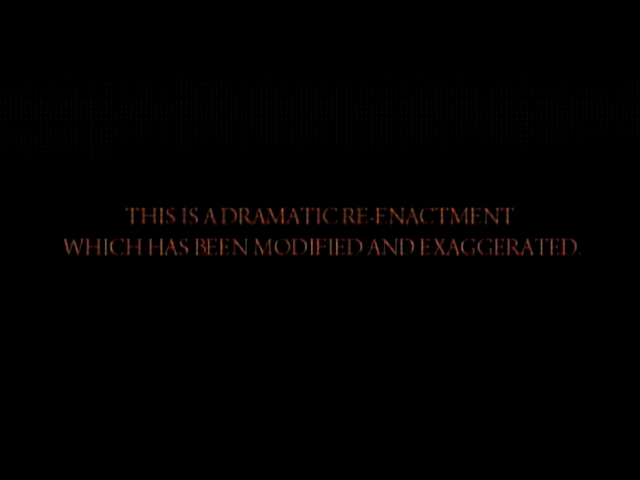 THIS IS A DRAMATIC RE-ENACTMENT
WHICH HAS BEEN MODIFIED AND EXAGGERATED.